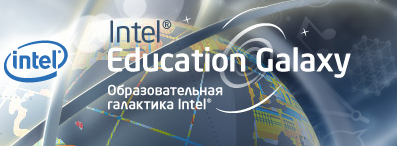 intel®
Intel®
Education Galaxy
Образовательная
галактика Intel®